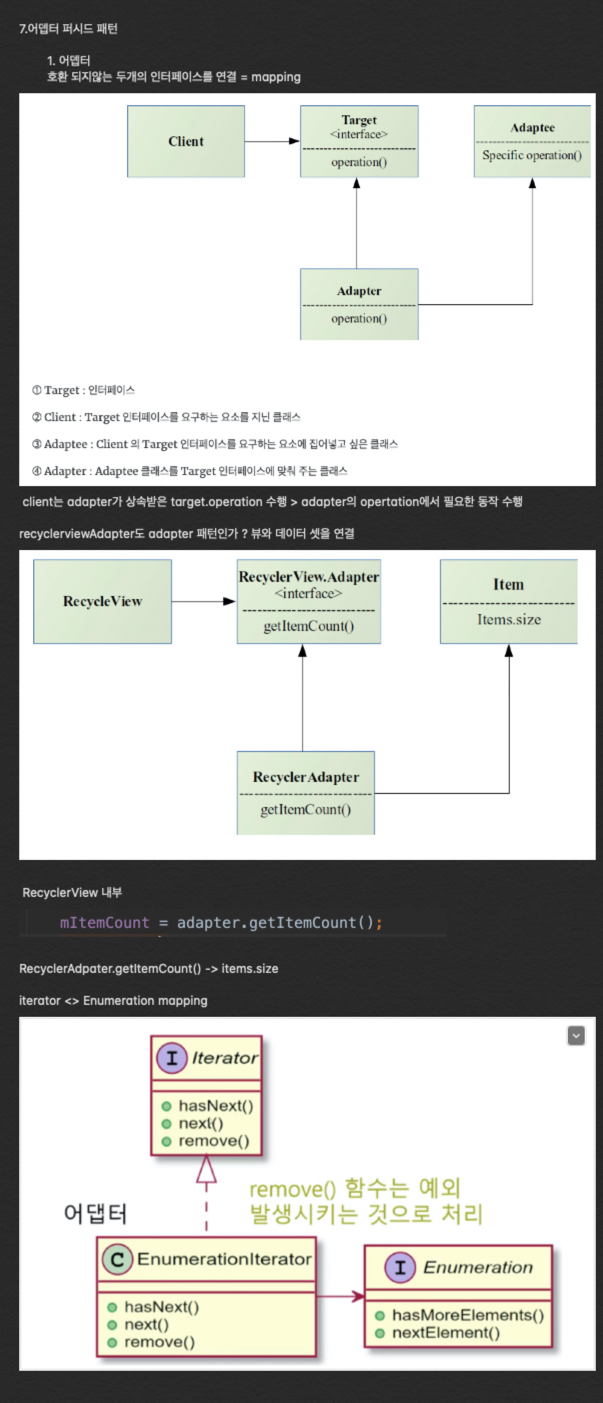 7.어뎁터 퍼시드 패턴
1. 어뎁터
호환 되지않는 두개의 인터페이스를 연결 = mapping
Client
Target
<interface>
operation()
Adaptee
Specific operation()
Adapter
operation()
① Target : 인터페이스
② Client : Target 인터페이스를 요구하는 요소를 지닌 클래스
③ Adaptee : Client 의 Target 인터페이스를 요구하는 요소에 집어넣고 싶은 클래스
④ Adapter : Adaptee 클래스를 Target 인터페이스에 맞춰 주는 클래스
client는 adapter가 상속받은 target.operation 수행 > adapter의 opertation에서 필요한 동작 수행
recyclerviewAdapter도 adapter 패턴인가 ? 뷰와 데이터 셋을 연결
RecycleView
RecyclerView.Adapter
<interface>
getItemCount()
Item
Items.size
RecyclerAdapter
getItemCount()
RecyclerView 내부
mItemCount = adapter.getItemCount();
RecyclerAdpater.getItemCount() -> items.size
iterator <> Enumeration mapping
I Iterator
hasNext()
next()
remove()
어댑터
remove() 함수는 예외
발생시키는 것으로 처리
C EnumerationIterator
hasNext()
next()
remove()
I Enumeration
hasMoreElements()
nextElement()